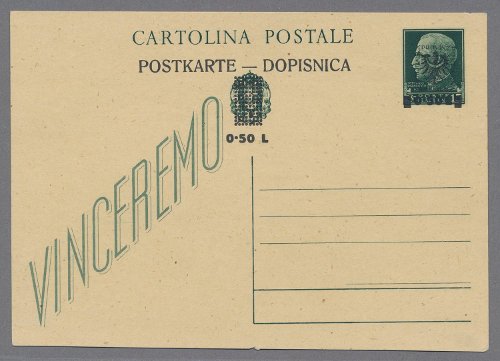 CARTOLINA POSTALE
POSTKARTE — DOPISNICA
0·50 L
VINCEREMO